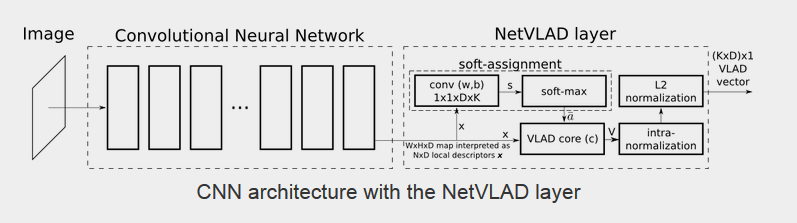 Image
Convolutional Neural Network
NetVLAD layer
(KxD)x1
VLAD
vector
soft-assignment
conv (w,b)
1x1xDxK
s
soft-max
L2
normalization
...
x
ā
x
WxHxD map interpreted as
NxD local descriptors x
VLAD core (c)
V
intra-
normalization
CNN architecture with the NetVLAD layer